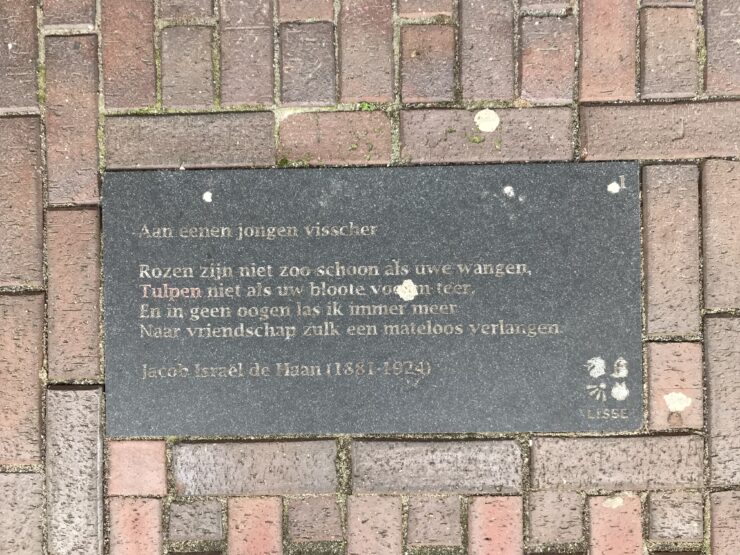 1
Aan eenen jongen visscher
Rozen zijn niet zoo schoon als uwe wangen,
Tulpen niet als uw bloote voeten teer,
En in geen oogen las ik immer meer
Naar vriendschap zulk een mateloos verlangen.
Jacob Israël de Haan (1881-1924)
LISSE